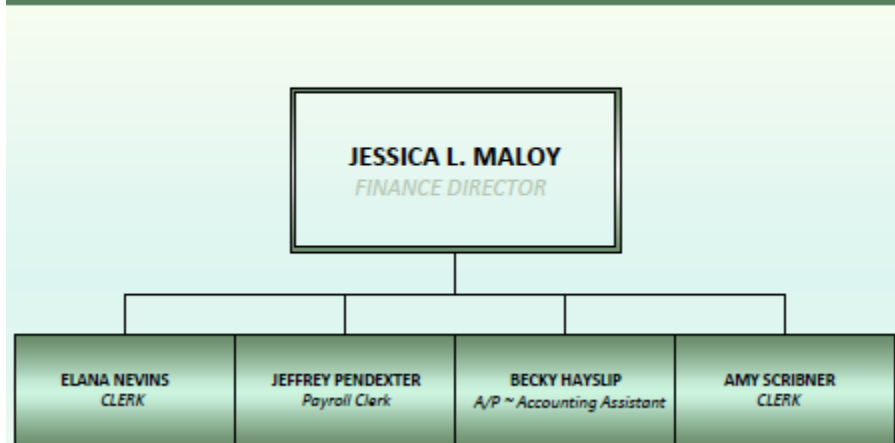 JESSICA L. MALOY
FINANCE DIRECTOR
ELANA NEVINS
CLERK
JEFFREY PENDEXTER
Payroll Clerk
BECKY HAYSLIP
A/P ~ Accounting Assistant
AMY SCRIBNER
CLERK